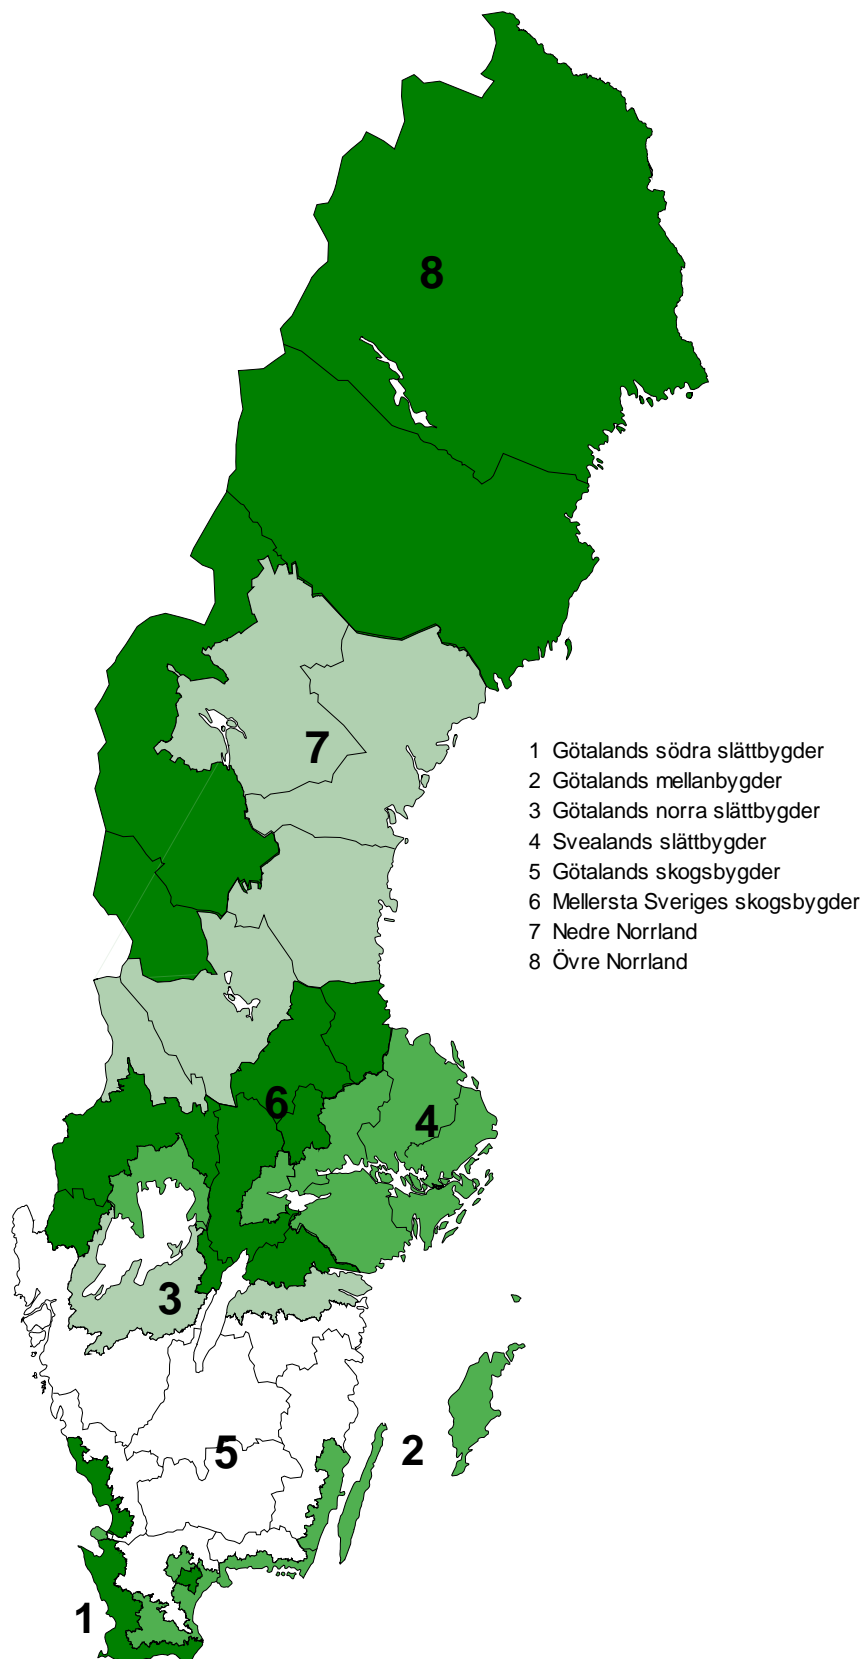 8
7
1 Götalands södra slättbygder
2 Götalands mellanbygder
3 Götalands norra slättbygder
4 Svealands slättbygder
5 Götalands skogsbygder
6 Mellersta Sveriges skogsbygder
7 Nedre Norrland
8 Övre Norrland
6
4
3
5
2
1